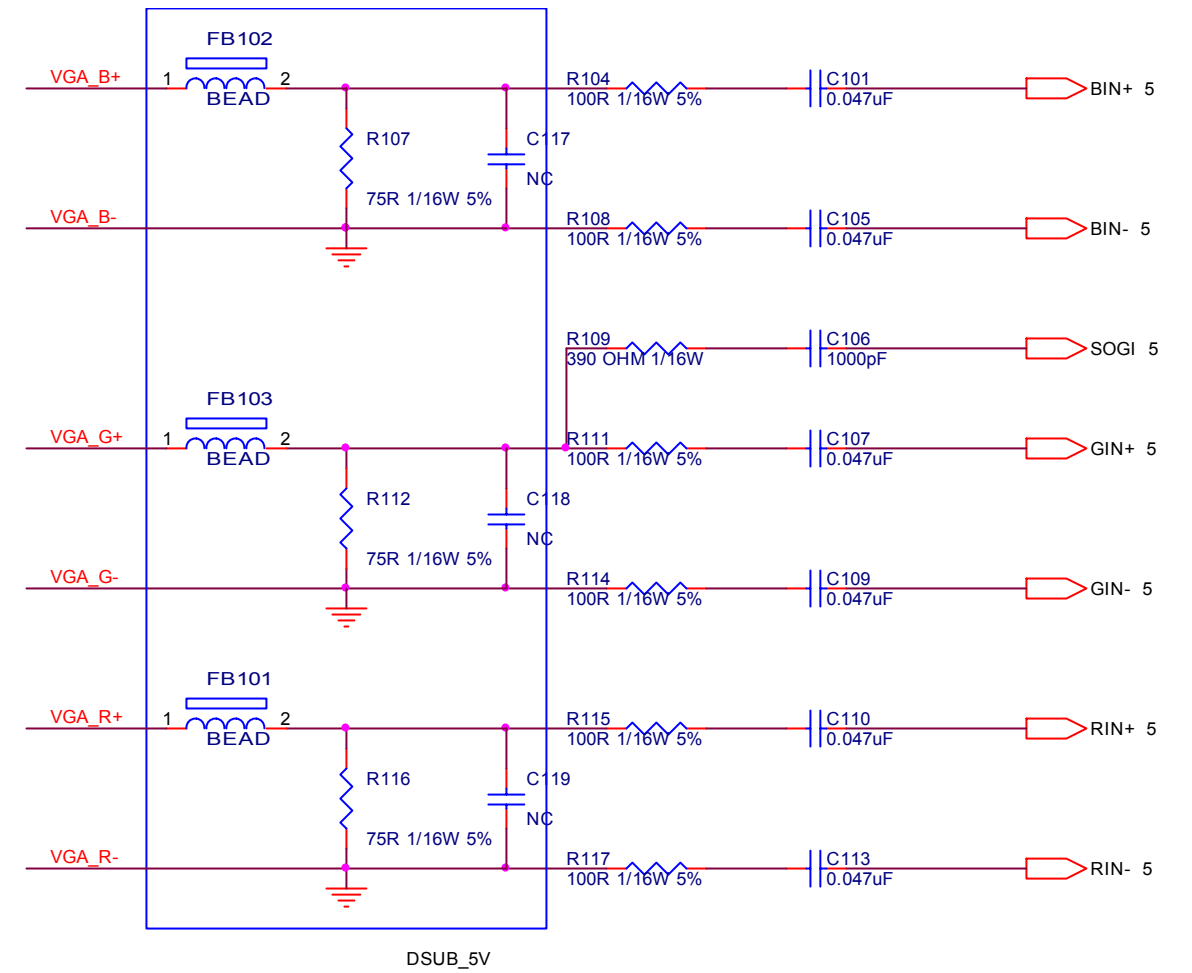 FB102
VGA_B+ 1 2 R104 C101 BIN+ 5
BEAD 100R 1/16W 5% 0.047uF
R107 C117
NC
75R 1/16W 5%
VGA_B- R108 C105 BIN- 5
100R 1/16W 5% 0.047uF
R109 C106 SOGI 5
390 OHM 1/16W 1000pF
FB103
VGA_G+ 1 2 R111 C107 GIN+ 5
BEAD 100R 1/16W 5% 0.047uF
R112 C118
NC
75R 1/16W 5%
VGA_G- R114 C109 GIN- 5
100R 1/16W 5% 0.047uF
FB101
VGA_R+ 1 2 R115 C110 RIN+ 5
BEAD 100R 1/16W 5% 0.047uF
R116 C119
NC
75R 1/16W 5%
VGA_R- R117 C113 RIN- 5
100R 1/16W 5% 0.047uF
DSUB_5V